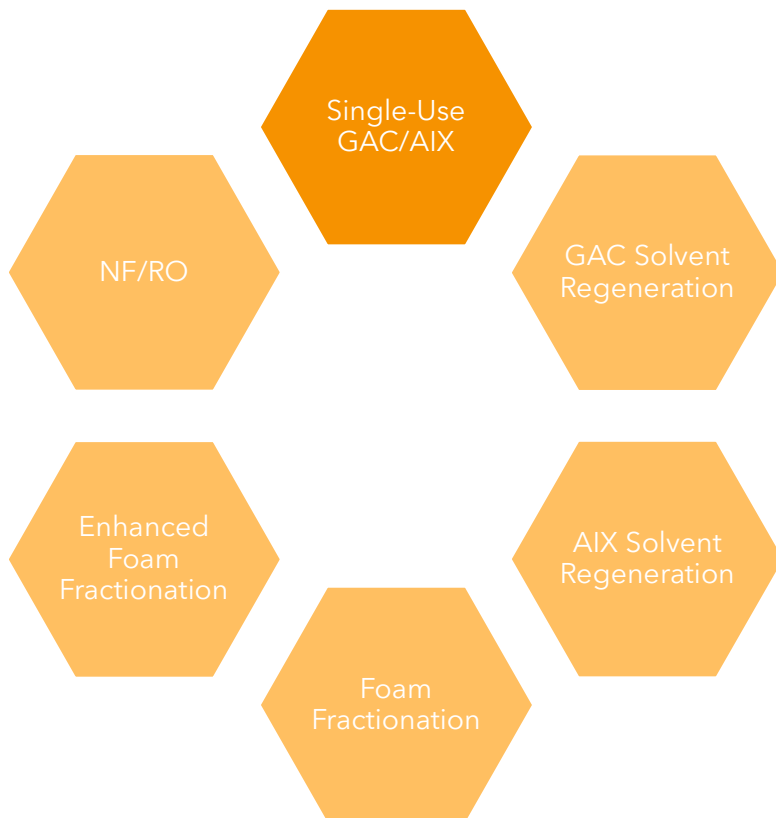 Single-Use
GAC/AIX
GAC Solvent
Regeneration
AIX Solvent
Regeneration
Foam
Fractionation
Enhanced
Foam
Fractionation
NF/RO